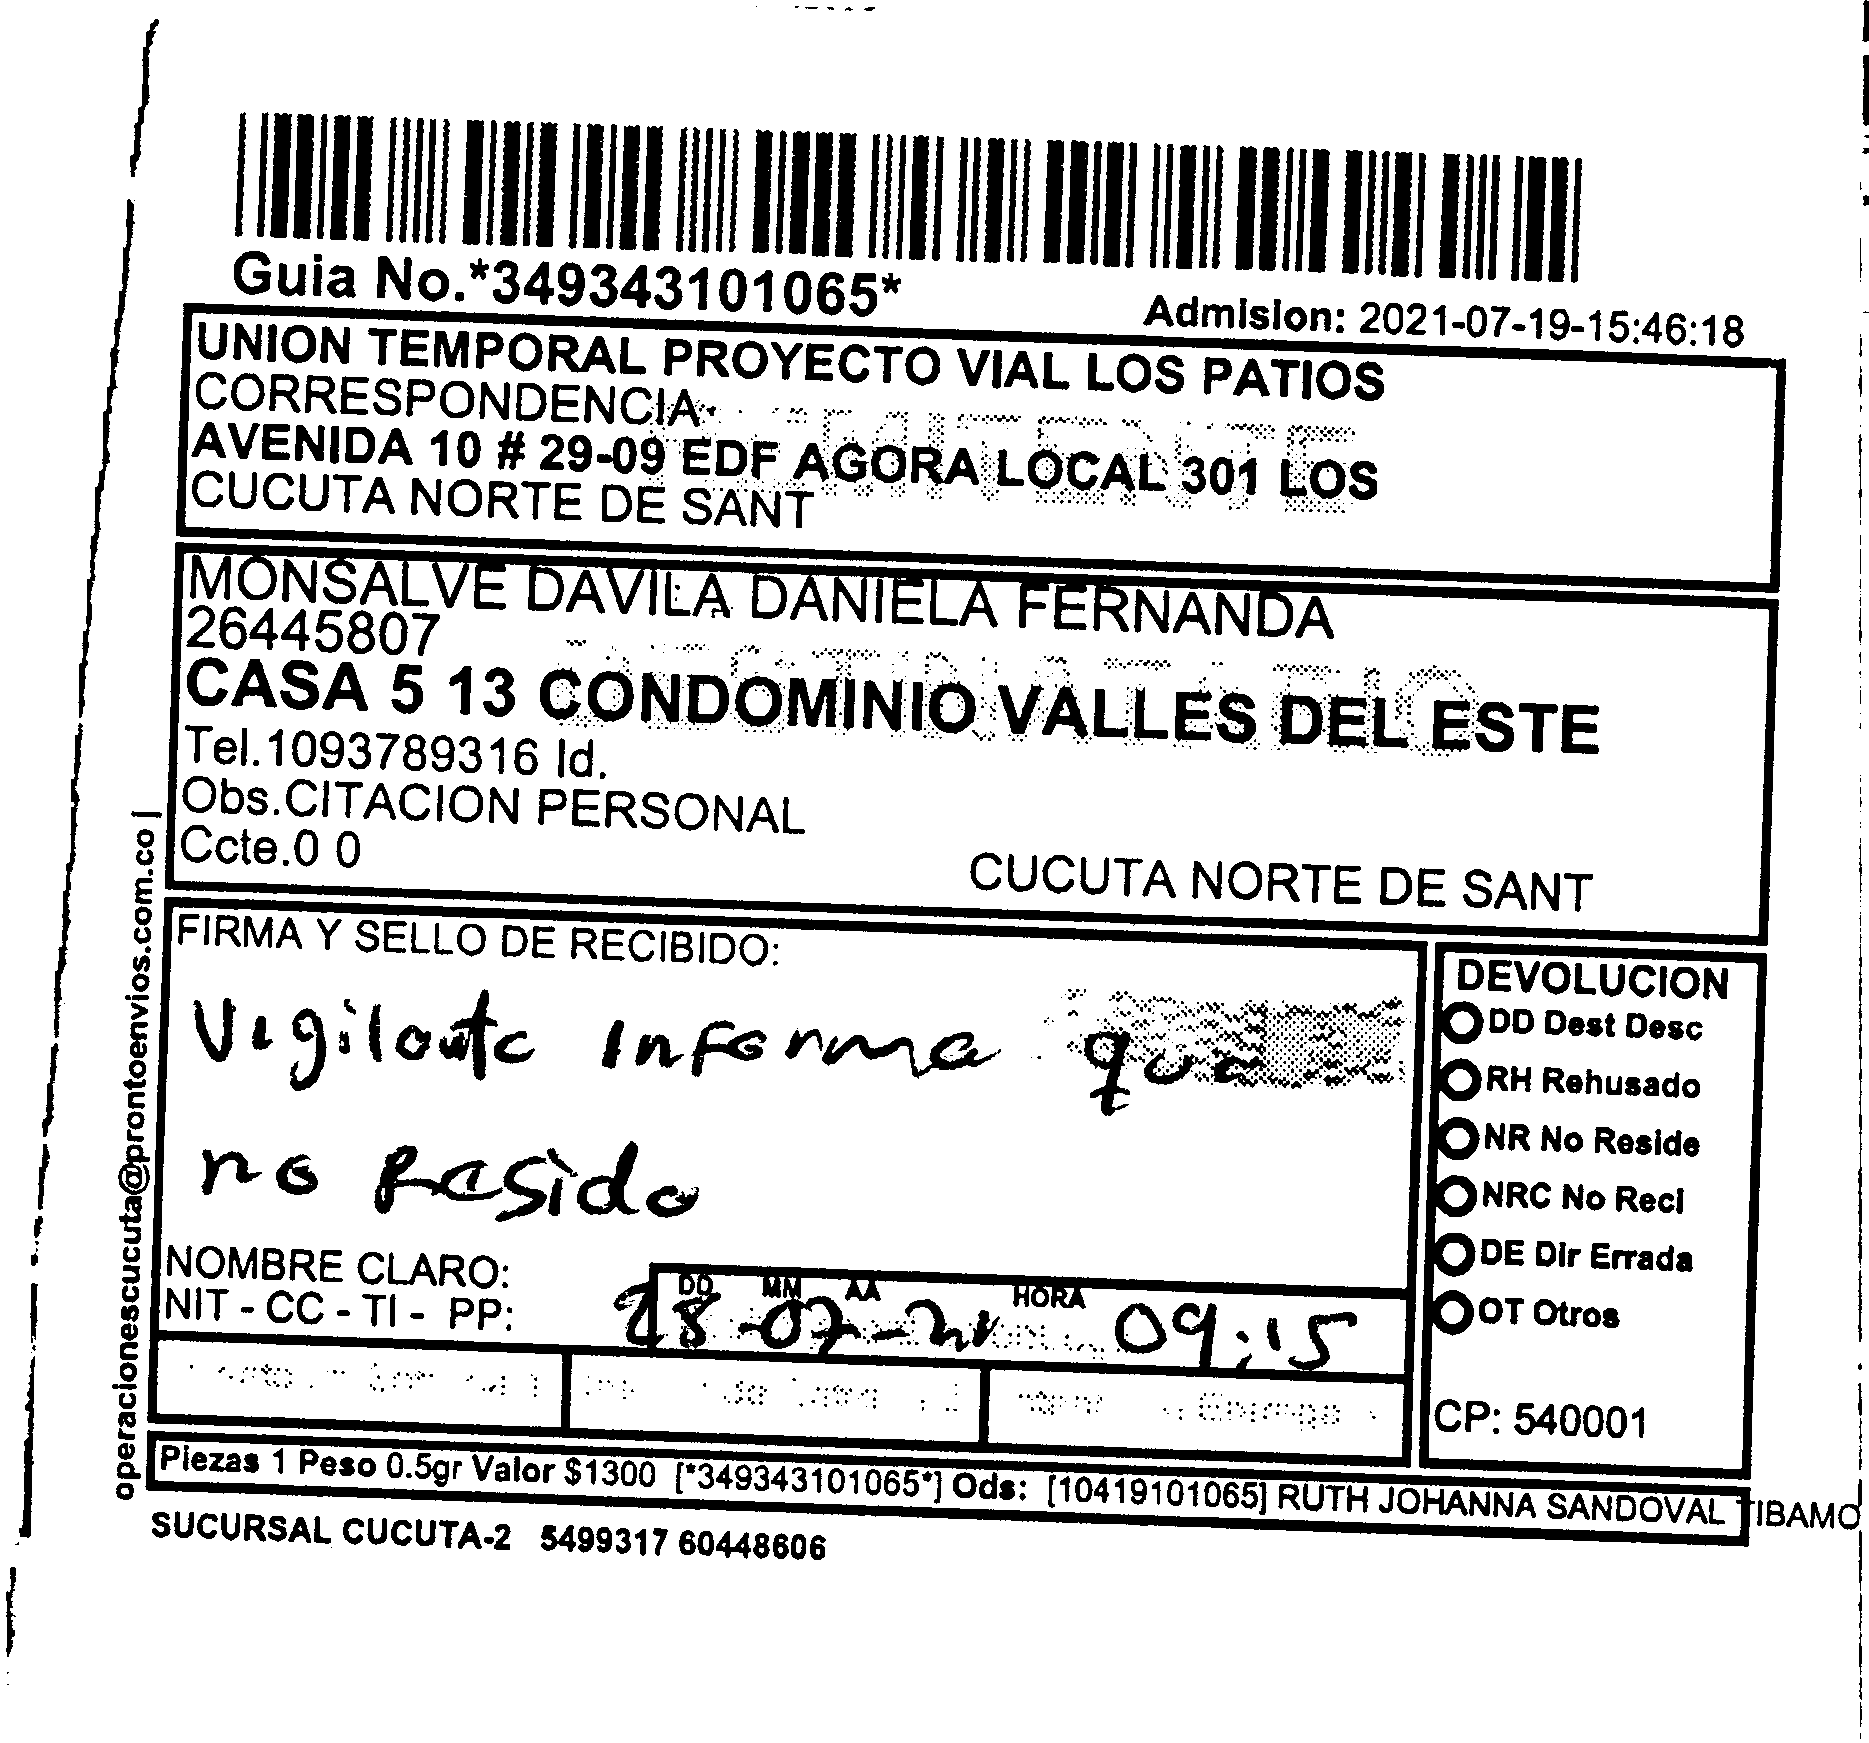 Guia No.*349343101065*
Admision: 2021-07-19-15:46:18
UNION TEMPORAL PROYECTO VIAL LOS PATIOS
CORRESPONDENCIA
AVENIDA 10 # 29-09 EDF AGORA LOCAL 301 LOS
CUCUTA NORTE DE SANT
REMITENTE
MONSALVE DAVILA DANIELA FERNANDA
26445807
DESTINATARIO
CASA 5 13 CONDOMINIO VALLES DEL ESTE
Tel.1093789316 Id.
Obs.CITACION PERSONAL
Ccte.0 0
CUCUTA NORTE DE SANT
operacionescucuta@prontoenvios.com.co |
FIRMA Y SELLO DE RECIBIDO:
Vigilante Informa que
no Reside
NOMBRE CLARO:
NIT - CC - TI - PP:
DD MM AA HORA
28-07-21 09:15
DEVOLUCION
DD Dest Desc
RH Rehusado
NR No Reside
NRC No Reci
DE Dir Errada
OT Otros
CP: 540001
Piezas 1 Peso 0.5gr Valor $1300 [*349343101065*] Ods: [10419101065] RUTH JOHANNA SANDOVAL TIBAMO
SUCURSAL CUCUTA-2 5499317 60448606